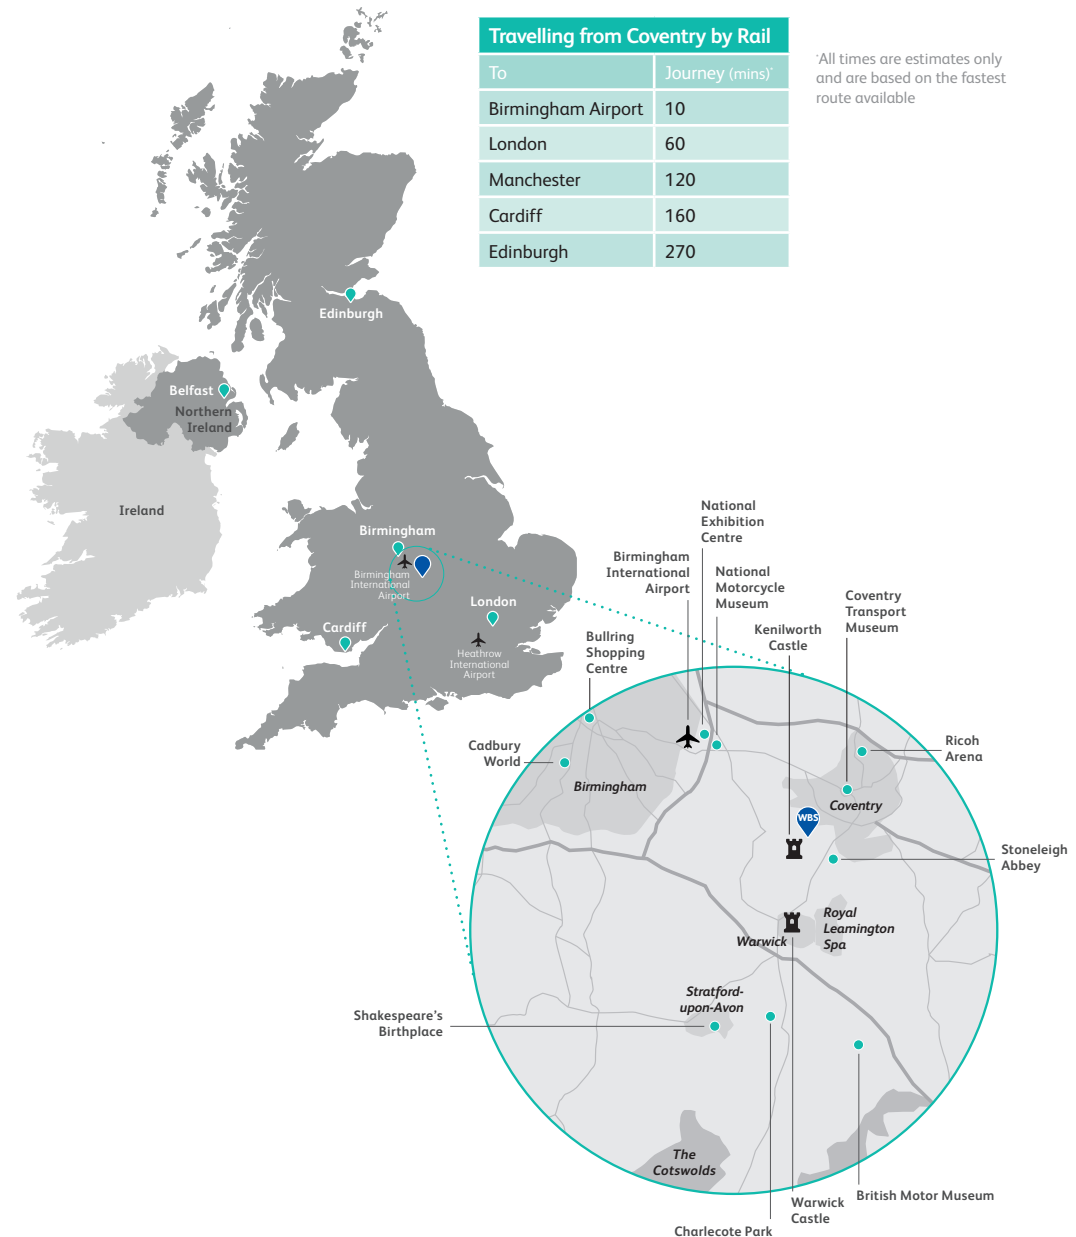 Travelling from Coventry by Rail
To Journey (mins)*
Birmingham Airport 10
London 60
Manchester 120
Cardiff 160
Edinburgh 270
*All times are estimates only
and are based on the fastest
route available
Edinburgh
Belfast
Northern
Ireland
Ireland
Birmingham
Birmingham
International
Airport
London
Cardiff
Heathrow
International
Airport
National
Exhibition
Centre
Birmingham
International
Airport
National
Motorcycle
Museum
Coventry
Transport
Museum
Kenilworth
Castle
Bullring
Shopping
Centre
Cadbury
World
Ricoh
Arena
Birmingham
Coventry
WBS
Stoneleigh
Abbey
Royal
Leamington
Spa
Warwick
Stratford-
upon-Avon
Shakespeare's
Birthplace
The
Cotswolds
British Motor Museum
Warwick
Castle
Charlecote Park